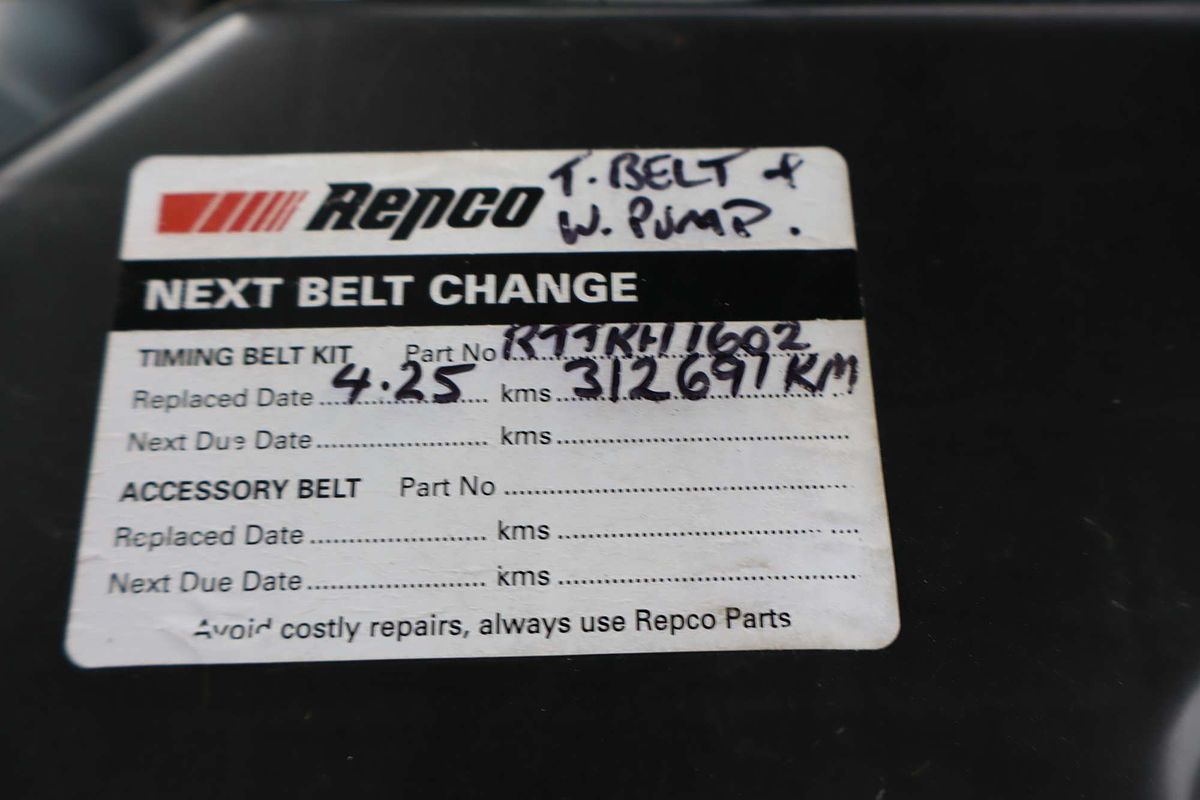 Repco T. BELT +
W. PUMP.
NEXT BELT CHANGE
TIMING BELT KIT Part No
Replaced Date 4.25 kms 312691 KM
Next Due Date kms
ACCESSORY BELT Part No
Replaced Date kms
Next Due Date kms
Avoid costly repairs, always use Repco Parts